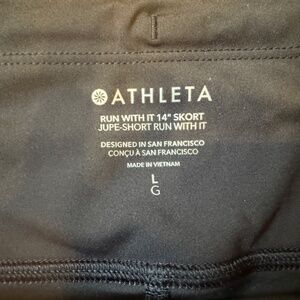 ATHLETA
RUN WITH IT 14" SKORT
JUPE-SHORT RUN WITH IT
DESIGNED IN SAN FRANCISCO
CONÇU À SAN FRANCISCO
MADE IN VIETNAM
L
G